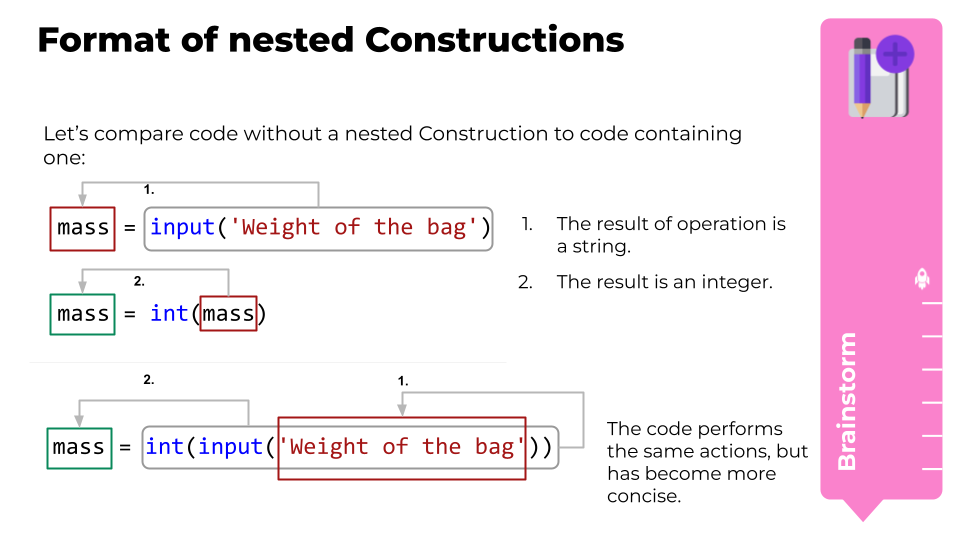 Format of nested Constructions
Let's compare code without a nested Construction to code containing
one:
1.
mass = input('Weight of the bag')
2.
mass = int(mass)
1. The result of operation is
a string.
2. The result is an integer.
2.
1.
mass = int(input('Weight of the bag'))
The code performs
the same actions, but
has become more
concise.
Brainstorm